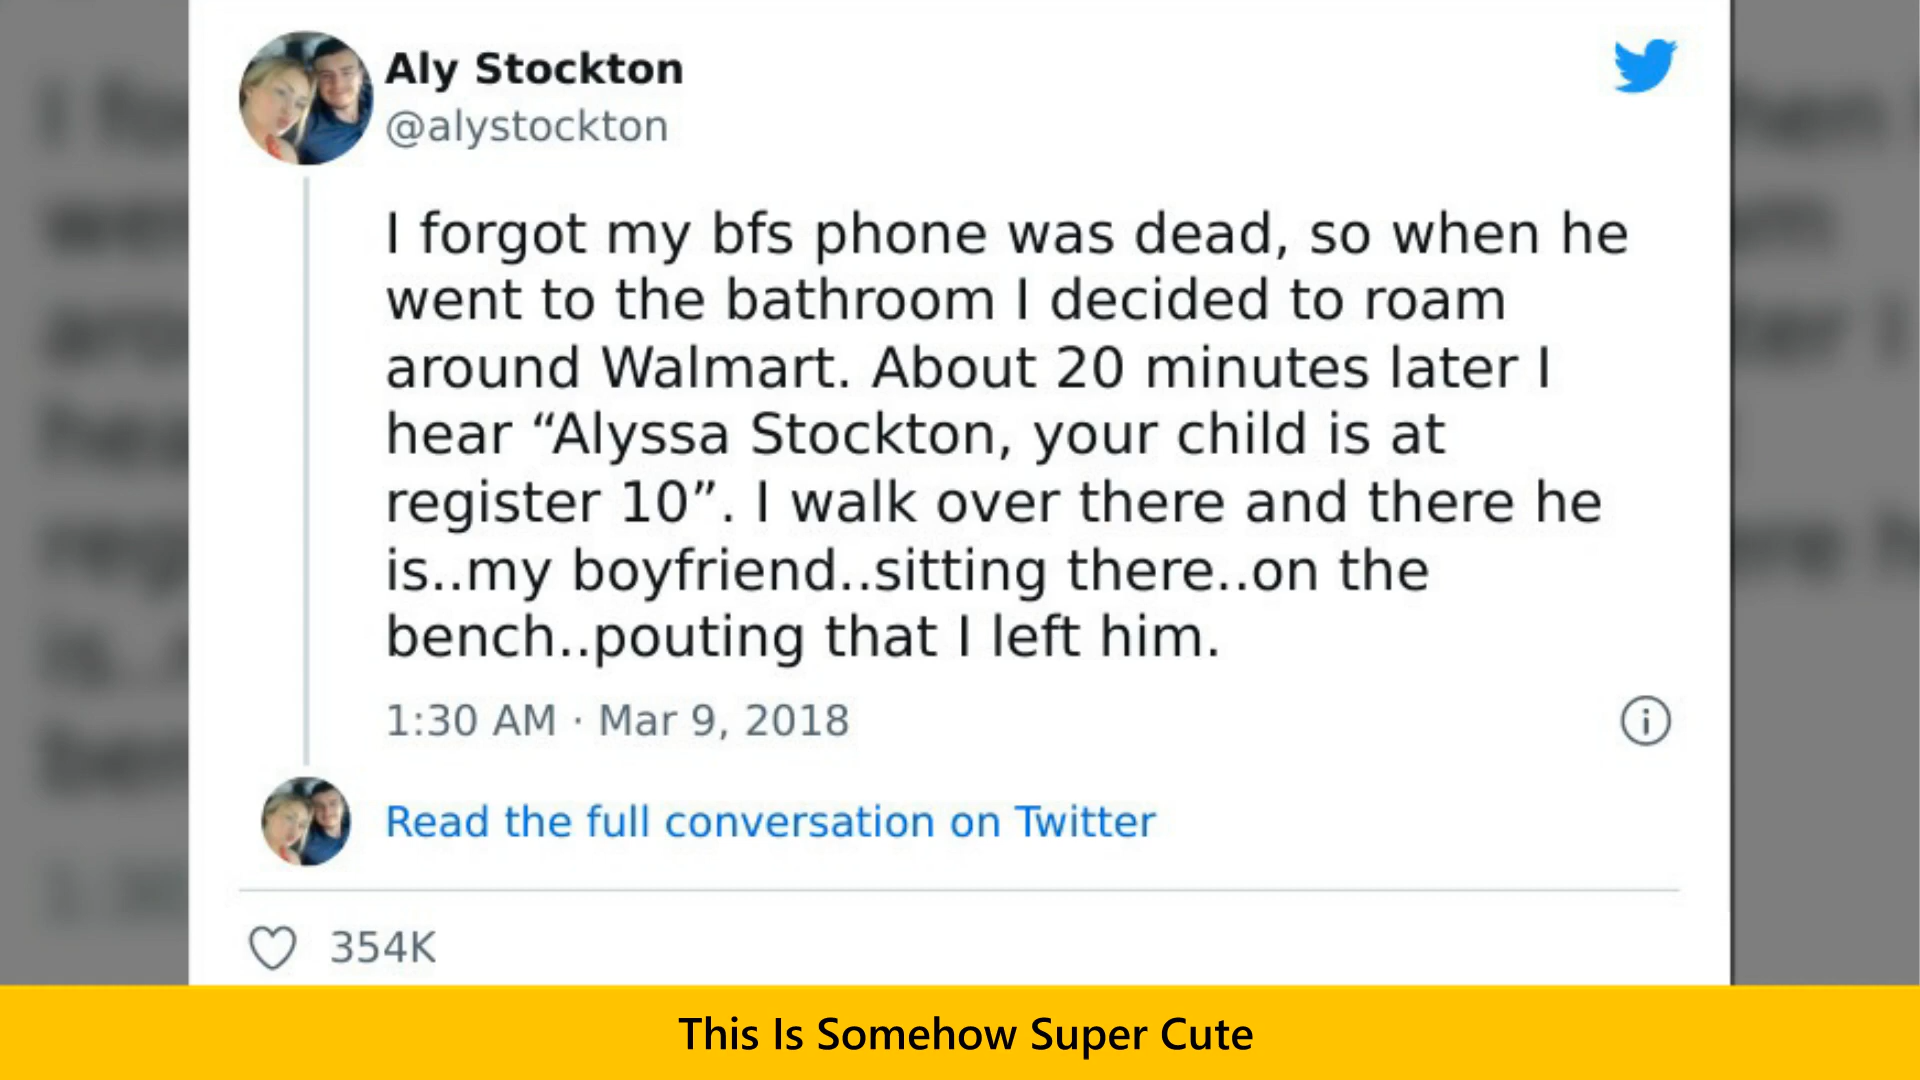 Aly Stockton
@alystockton
I forgot my bfs phone was dead, so when he
went to the bathroom I decided to roam
around Walmart. About 20 minutes later I
hear “Alyssa Stockton, your child is at
register 10”. I walk over there and there he
is..my boyfriend..sitting there..on the
bench..pouting that I left him.
1:30 AM · Mar 9, 2018
Read the full conversation on Twitter
354K
This Is Somehow Super Cute